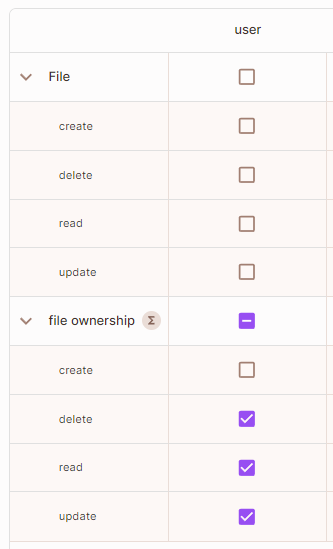 user
File
create
delete
read
update
file ownership Σ
create
delete
read
update